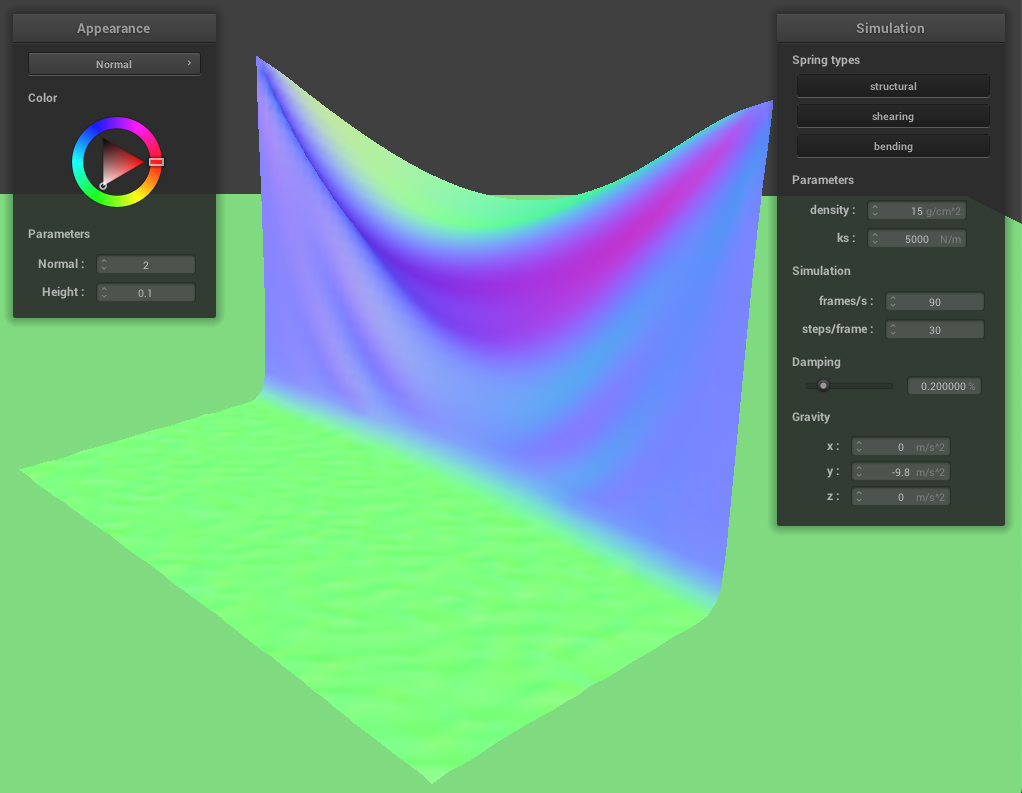 Appearance
Normal ›
Color
Parameters
Normal : 2
Height : 0.1
Simulation
Spring types
structural
shearing
bending
Parameters
density : 15 g/cm^2
ks : 5000 N/m
Simulation
frames/s : 90
steps/frame : 30
Damping
0.200000 %
Gravity
x : 0 m/s^2
y : -9.8 m/s^2
z : 0 m/s^2